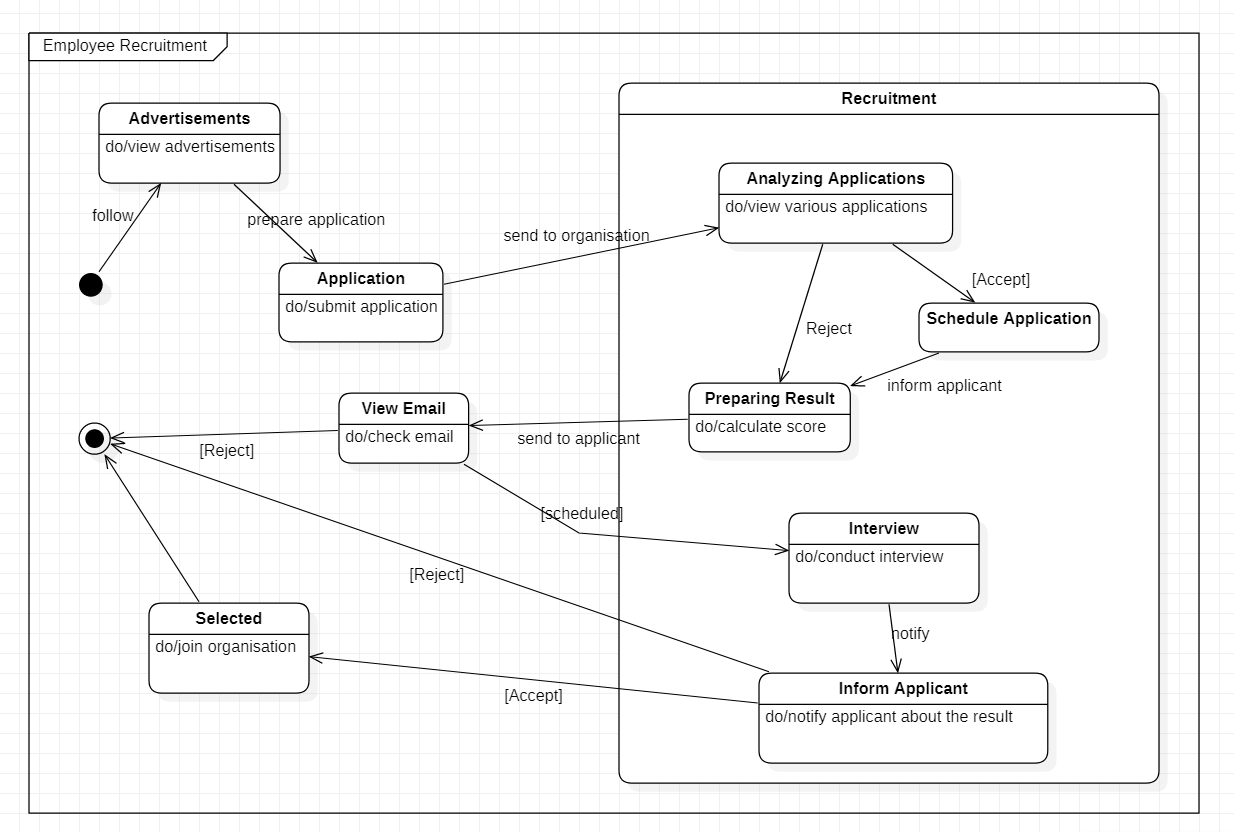 Employee Recruitment
Recruitment
Advertisements
do/view advertisements
follow
prepare application
Application
do/submit application
send to organisation
Analyzing Applications
do/view various applications
[Accept]
Reject
Schedule Application
inform applicant
Preparing Result
do/calculate score
send to applicant
View Email
do/check email
[Reject]
[scheduled]
Interview
do/conduct interview
notify
[Reject]
Selected
do/join organisation
[Accept]
Inform Applicant
do/notify applicant about the result